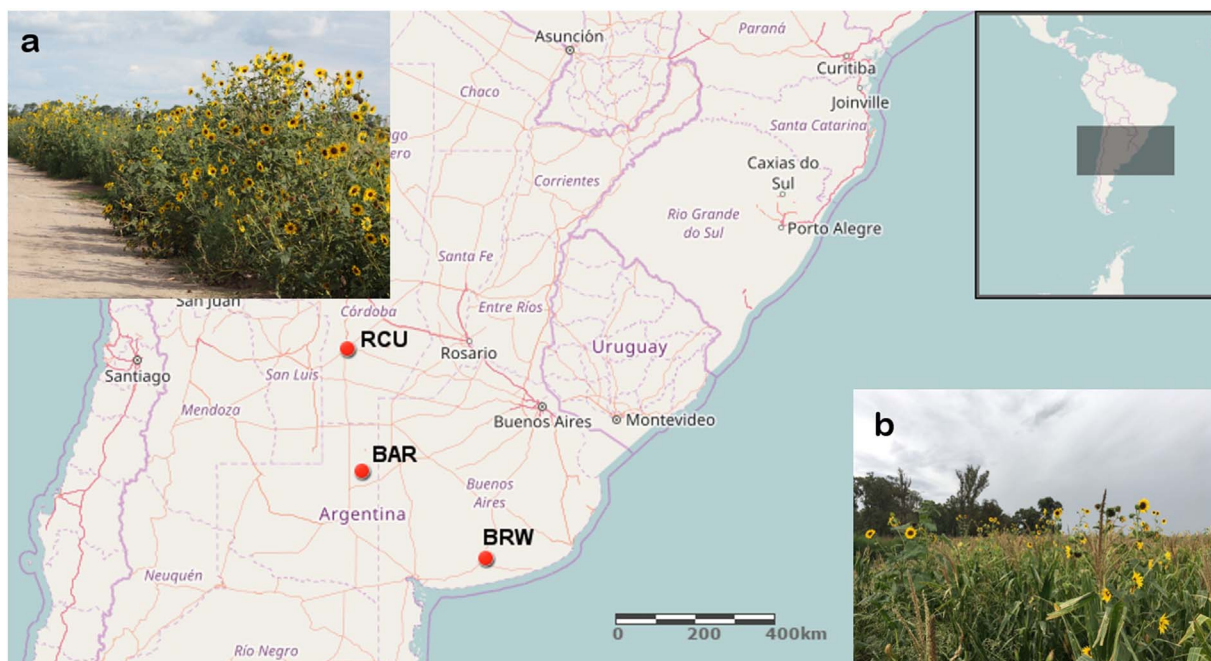 a
Asunción
Paraná
Curitiba
Joinville
Chaco
Santa Catarina
Caxias do
Sul
Corrientes
Rio Grande
do Sul
Porto Alegre
Santa Fe
San Juan
Córdoba
Entre Ríos
RCU
Rosario
Uruguay
Santiago
San Luis
Mendoza
Buenos Aires
Montevideo
b
BAR
Buenos
Aires
Argentina
BRW
Neuquén
0 200 400km
Río Negro